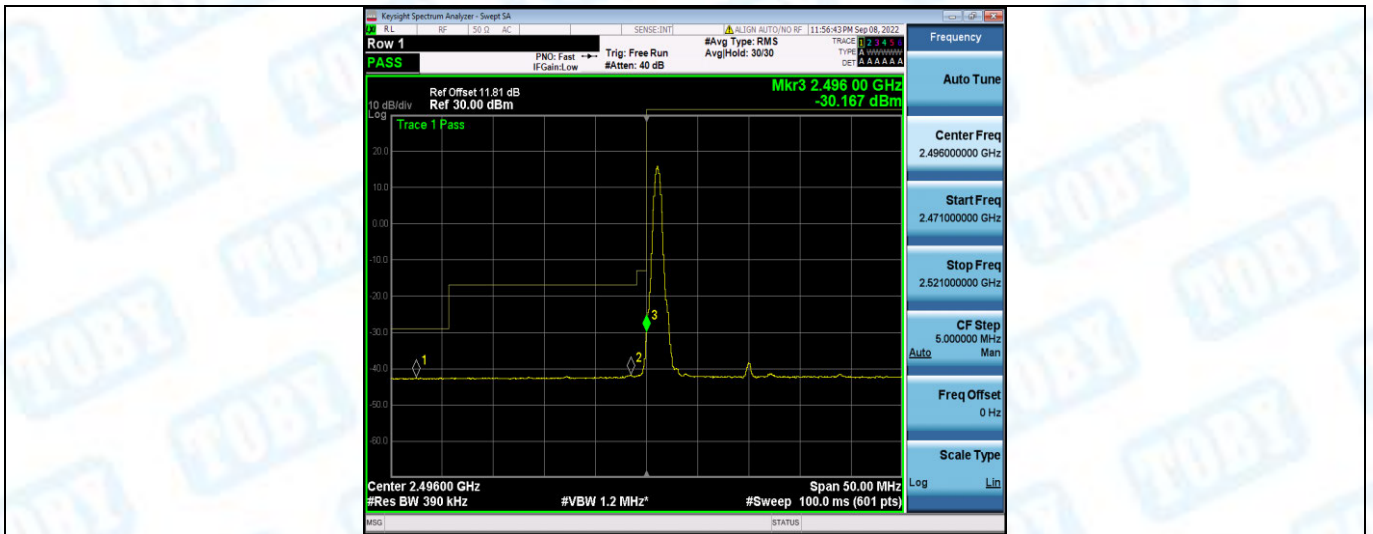 Keysight Spectrum Analyzer - Swept SA
RL RF 50 Ω AC SENSE:INT ALIGN AUTO/NO RF 11:56:43 PM Sep 08, 2022
Row 1
PASS
PNO: Fast
IFGain:Low
Trig: Free Run
#Atten: 40 dB
#Avg Type: RMS
Avg|Hold: 30/30
TRACE 1 2 3 4 5 6
TYPE A WWWWW
DET A A A A A A
Frequency
Auto Tune
Center Freq
2.496000000 GHz
Start Freq
2.471000000 GHz
Stop Freq
2.521000000 GHz
CF Step
5.000000 MHz
Auto Man
Freq Offset
0 Hz
Scale Type
Log Lin
Mkr3 2.496 00 GHz
-30.167 dBm
Ref Offset 11.81 dB
10 dB/div Ref 30.00 dBm
Log
Trace 1 Pass
20.0
10.0
0.00
-10.0
-20.0
-30.0
-40.0
-50.0
-60.0
1
2
3
Center 2.49600 GHz Span 50.00 MHz
#Res BW 390 kHz #VBW 1.2 MHz* #Sweep 100.0 ms (601 pts)
MSG STATUS
TOBY